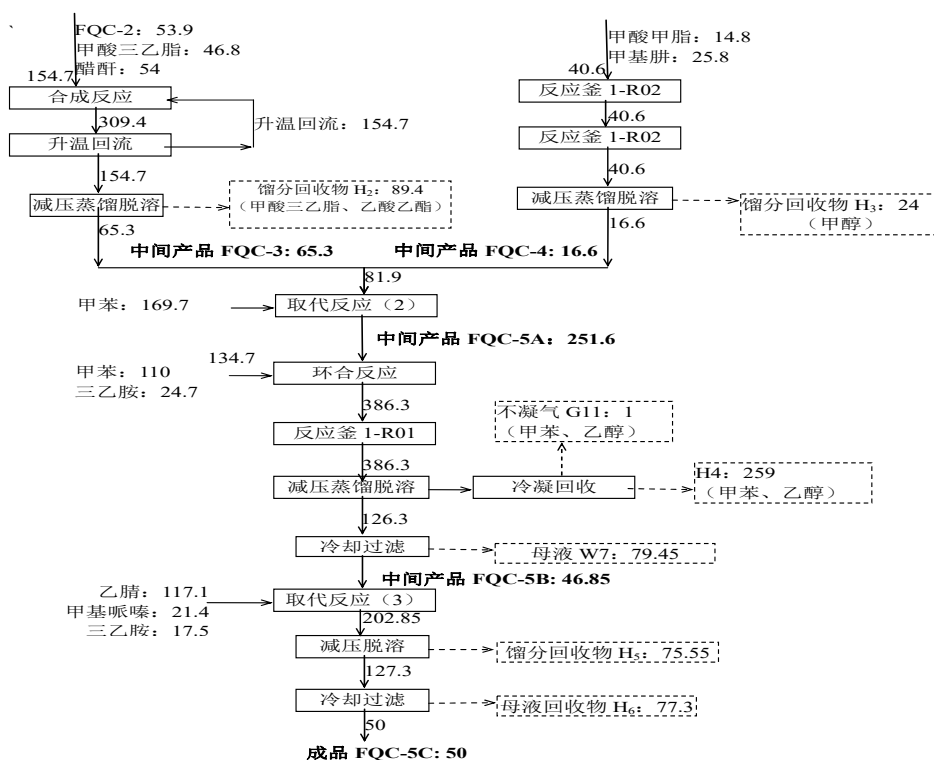 `
FQC-2：53.9
甲酸三乙脂：46.8
醋酐：54
154.7
合成反应
309.4
升温回流：154.7
升温回流
154.7
减压蒸馏脱溶
馏分回收物 H₂：89.4
（甲酸三乙脂、乙酸乙酯）
65.3
中间产品 FQC-3: 65.3
甲酸甲脂：14.8
甲基肼：25.8
40.6
反应釜 1-R02
40.6
反应釜 1-R02
40.6
减压蒸馏脱溶
馏分回收物 H₃：24
（甲醇）
16.6
中间产品 FQC-4: 16.6
81.9
甲苯：169.7
取代反应（2）
中间产品 FQC-5A：251.6
134.7
甲苯：110
三乙胺：24.7
环合反应
386.3
反应釜 1-R01
386.3
不凝气 G11：1
（甲苯、乙醇）
减压蒸馏脱溶
冷凝回收
H4：259
（甲苯、乙醇）
126.3
冷却过滤
母液 W7：79.45
中间产品 FQC-5B: 46.85
乙腈：117.1
甲基哌嗪：21.4
三乙胺：17.5
取代反应（3）
202.85
减压脱溶
馏分回收物 H₅：75.55
127.3
冷却过滤
母液回收物 H₆：77.3
50
成品 FQC-5C: 50